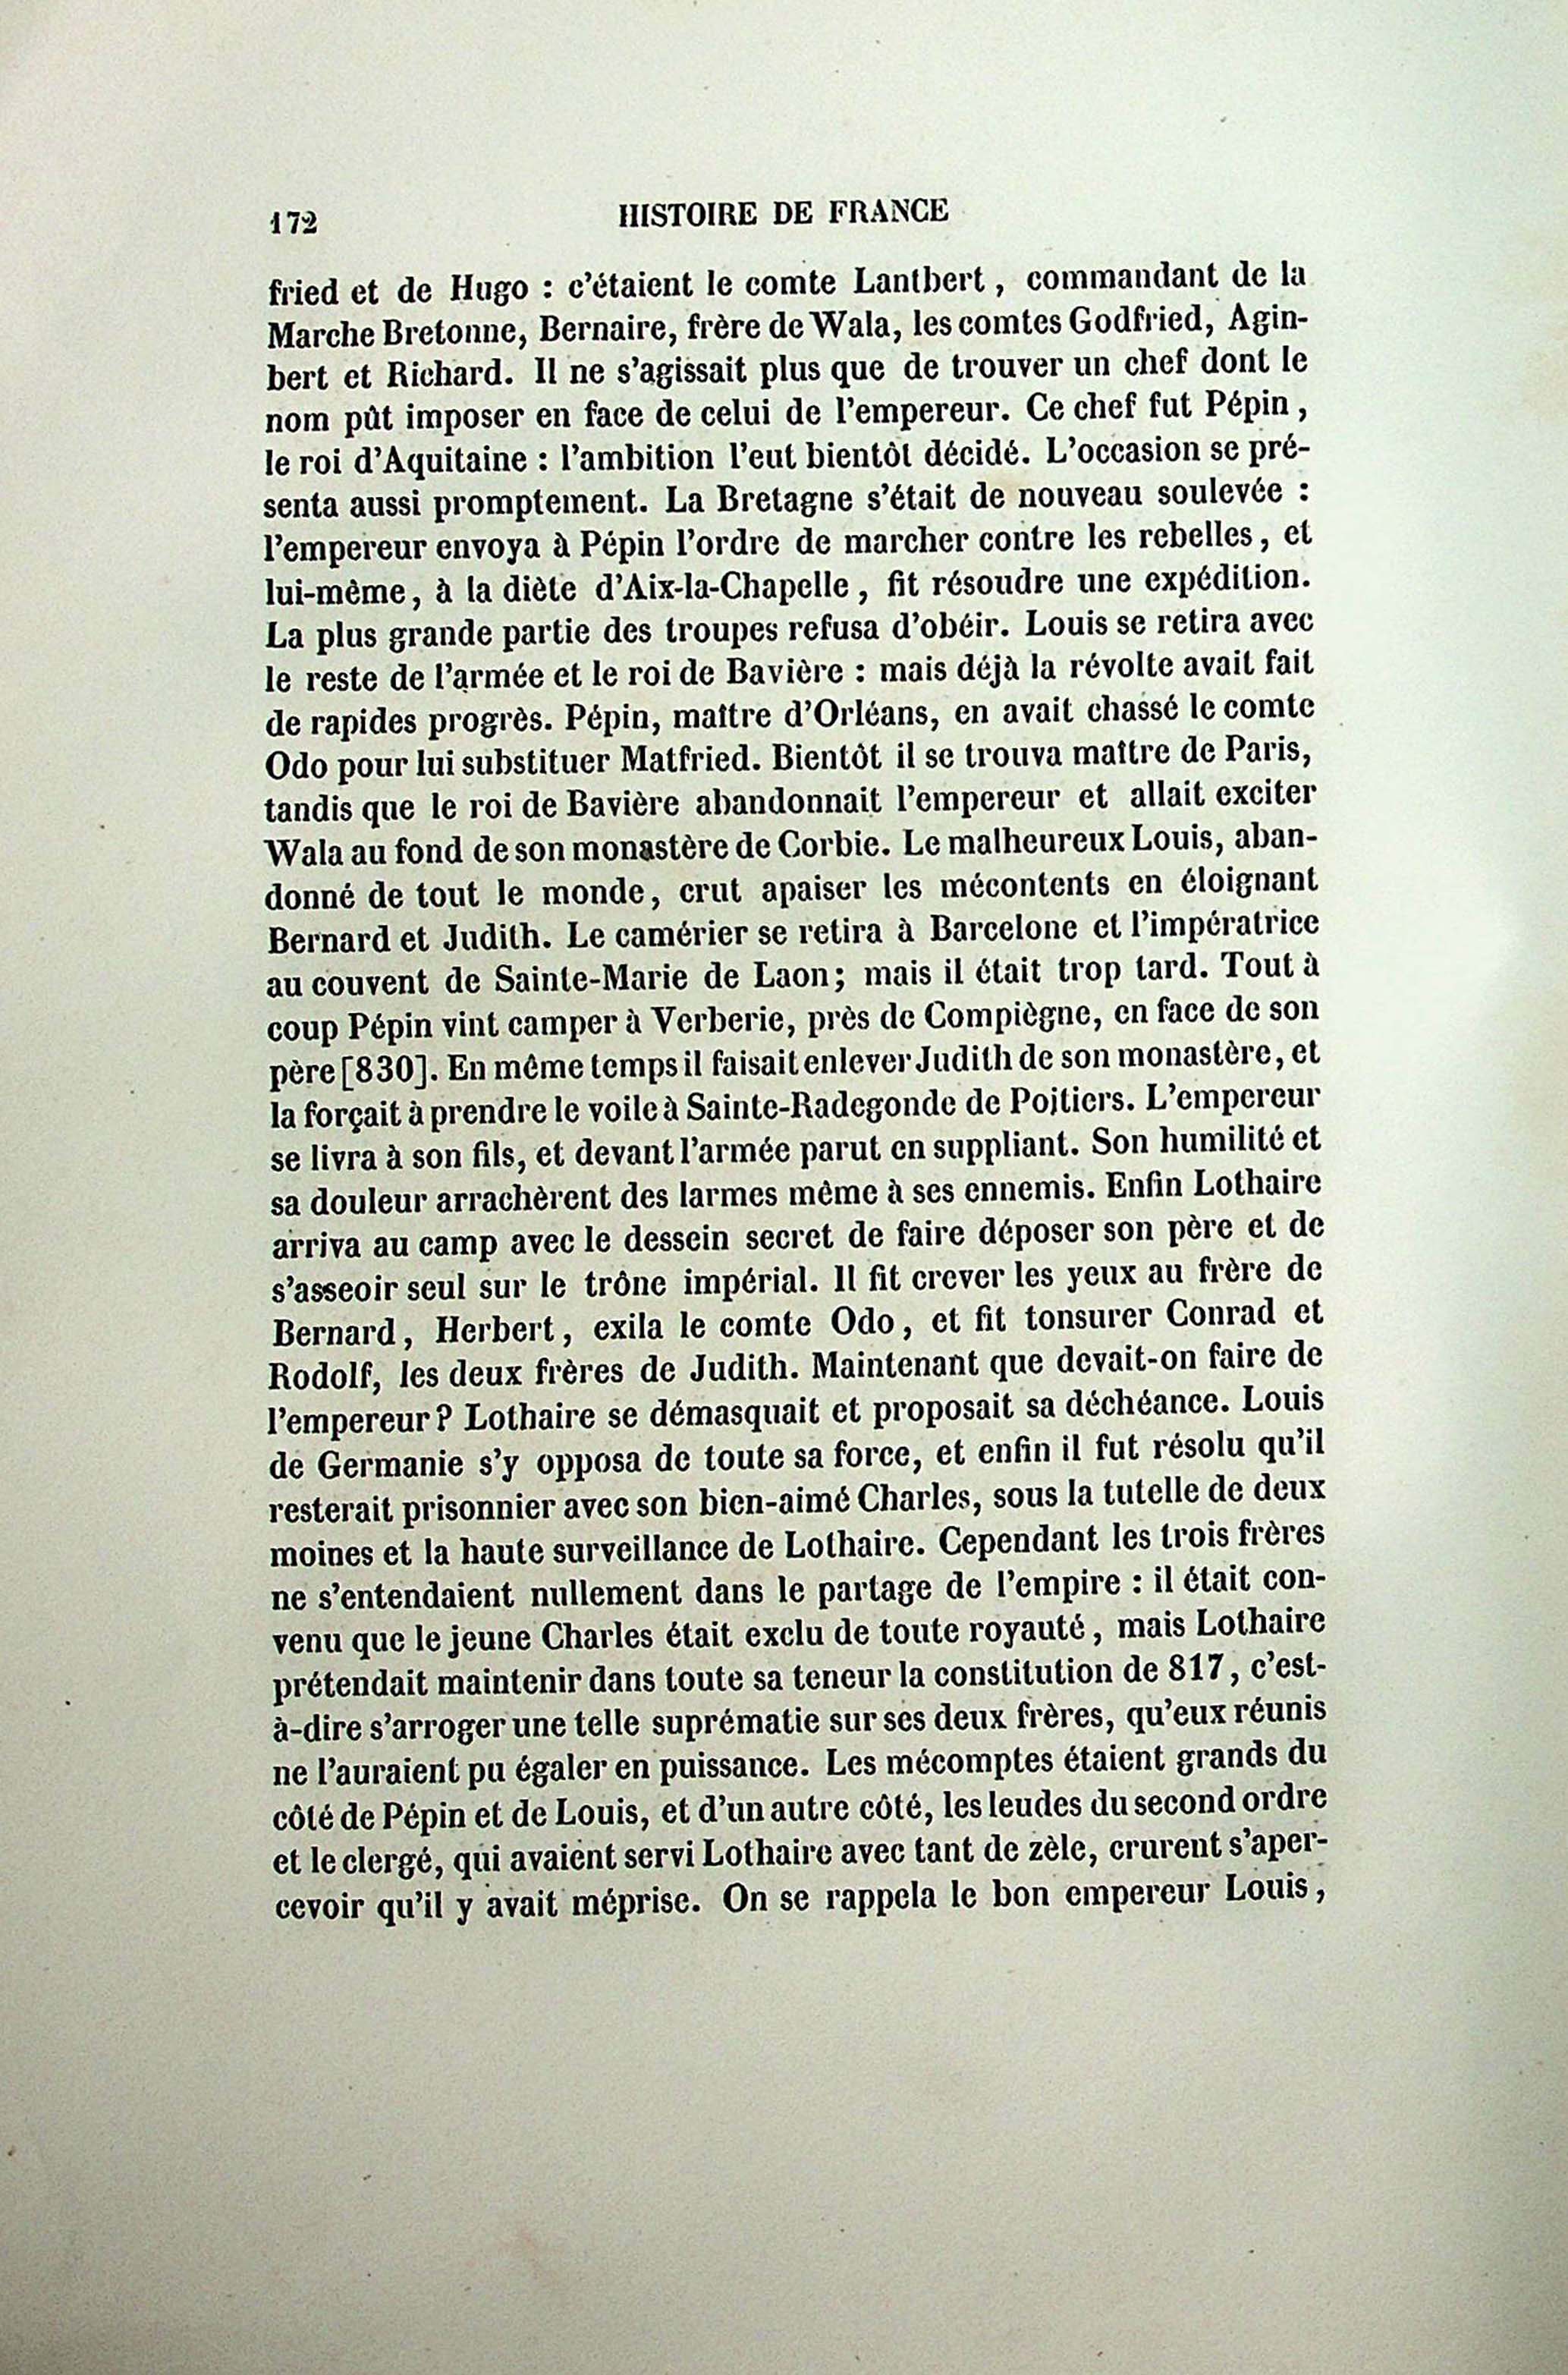 172
HISTOIRE DE FRANCE
fried et de Hugo : c'étaient le comte Lantbert, commandant de la
Marche Bretonne, Bernaire, frère de Wala, les comtes Godfried, Agin-
bert et Richard. Il ne s'agissait plus que de trouver un chef dont le
nom pût imposer en face de celui de l'empereur. Ce chef fut Pépin,
le roi d'Aquitaine : l'ambition l'eut bientôt décidé. L'occasion se pré-
senta aussi promptement. La Bretagne s'était de nouveau soulevée :
l'empereur envoya à Pépin l'ordre de marcher contre les rebelles, et
lui-même, à la diète d'Aix-la-Chapelle, fit résoudre une expédition.
La plus grande partie des troupes refusa d'obéir. Louis se retira avec
le reste de l'armée et le roi de Bavière : mais déjà la révolte avait fait
de rapides progrès. Pépin, maître d'Orléans, en avait chassé le comte
Odo pour lui substituer Matfried. Bientôt il se trouva maître de Paris,
tandis que le roi de Bavière abandonnait l'empereur et allait exciter
Wala au fond de son monastère de Corbie. Le malheureux Louis, aban-
donné de tout le monde, crut apaiser les mécontents en éloignant
Bernard et Judith. Le camérier se retira à Barcelone et l'impératrice
au couvent de Sainte-Marie de Laon; mais il était trop tard. Tout à
coup Pépin vint camper à Verberie, près de Compiègne, en face de son
père [830]. En même temps il faisait enlever Judith de son monastère, et
la forçait à prendre le voile à Sainte-Radegonde de Poitiers. L'empereur
se livra à son fils, et devant l'armée parut en suppliant. Son humilité et
sa douleur arrachèrent des larmes même à ses ennemis. Enfin Lothaire
arriva au camp avec le dessein secret de faire déposer son père et de
s'asseoir seul sur le trône impérial. Il fit crever les yeux au frère de
Bernard, Herbert, exila le comte Odo, et fit tonsurer Conrad et
Rodolf, les deux frères de Judith. Maintenant que devait-on faire de
l'empereur? Lothaire se démasquait et proposait sa déchéance. Louis
de Germanie s'y opposa de toute sa force, et enfin il fut résolu qu'il
resterait prisonnier avec son bien-aimé Charles, sous la tutelle de deux
moines et la haute surveillance de Lothaire. Cependant les trois frères
ne s'entendaient nullement dans le partage de l'empire : il était con-
venu que le jeune Charles était exclu de toute royauté, mais Lothaire
prétendait maintenir dans toute sa teneur la constitution de 817, c'est-
à-dire s'arroger une telle suprématie sur ses deux frères, qu'eux réunis
ne l'auraient pu égaler en puissance. Les mécomptes étaient grands du
côté de Pépin et de Louis, et d'un autre côté, les leudes du second ordre
et le clergé, qui avaient servi Lothaire avec tant de zèle, crurent s'aper-
cevoir qu'il y avait méprise. On se rappela le bon empereur Louis,